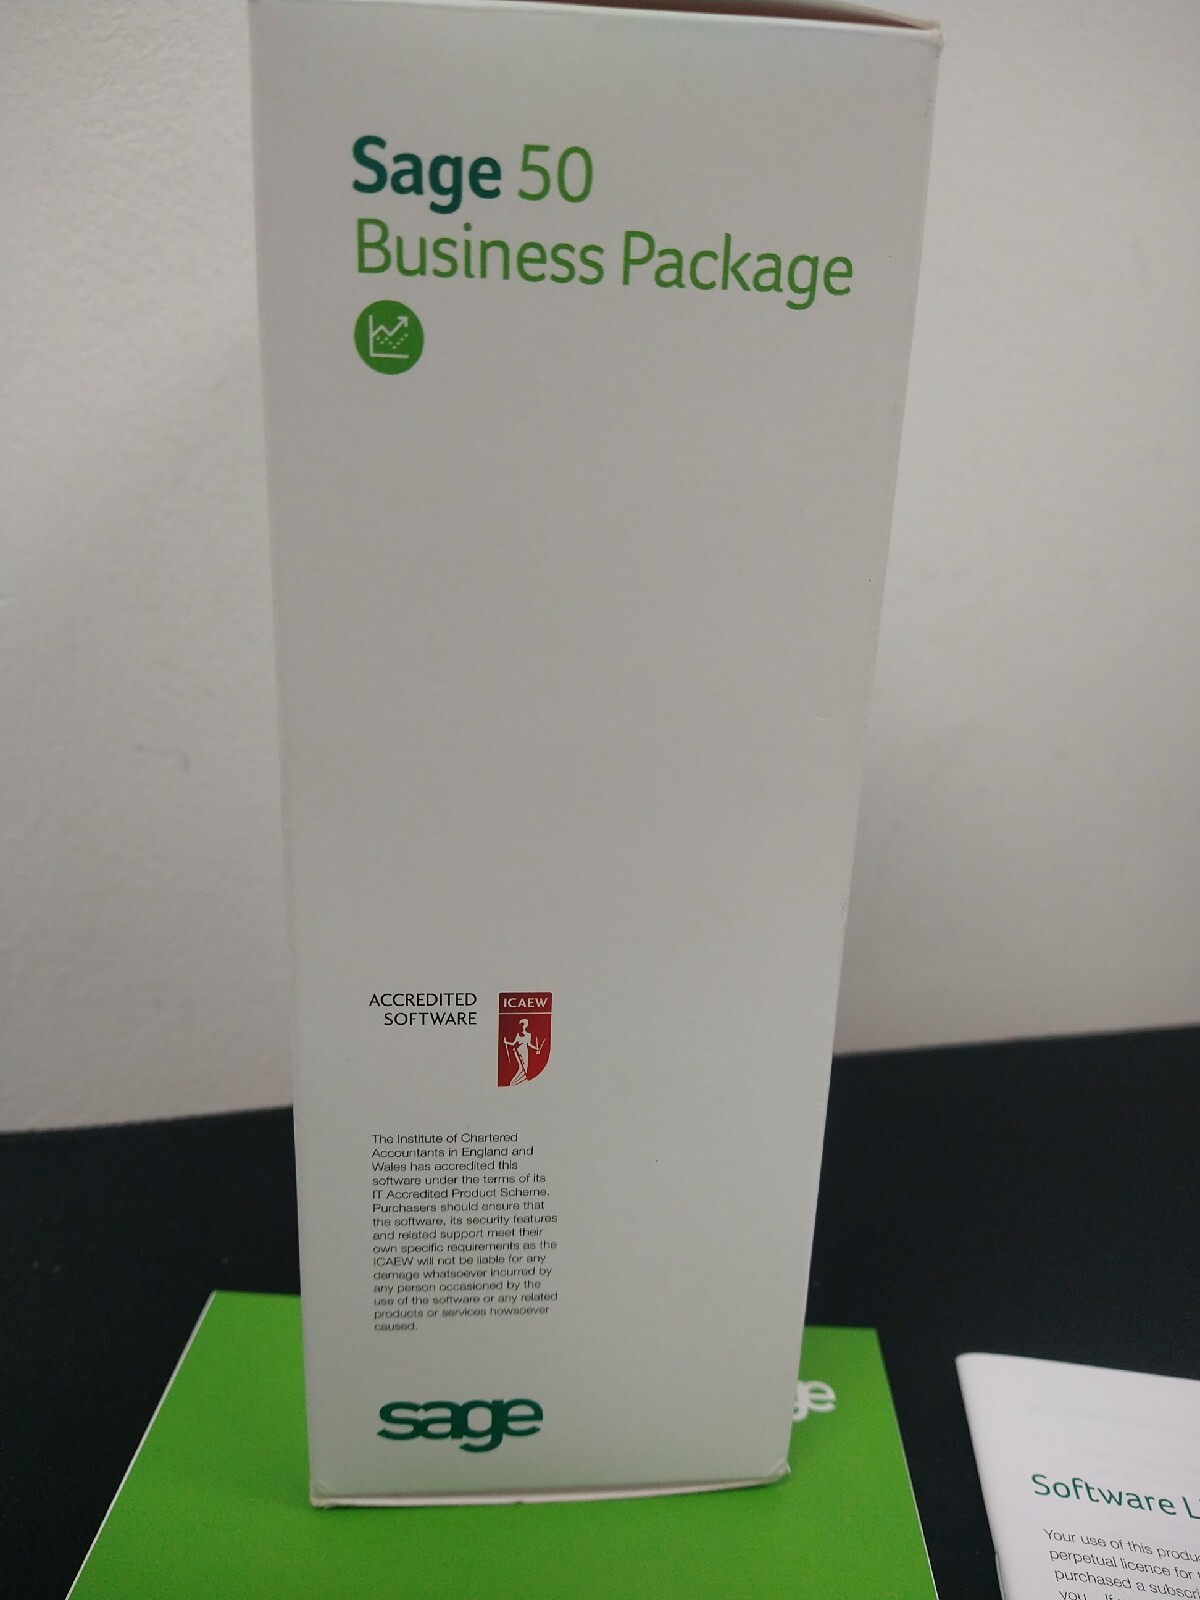 Sage 50
Business Package
ACCREDITED
SOFTWARE
ICAEW
The Institute of Chartered
Accountants in England and
Wales has accredited this
software under the terms of its
IT Accredited Product Scheme.
Purchasers should ensure that
the software, its security features
and related support meet their
own specific requirements as the
ICAEW will not be liable for any
damage whatsoever incurred by
any person occasioned by the
use of the software or any related
products or services howsoever
caused.
sage
ge
Software L
Your use of this produ
perpetual licence for
purchased a subscri
you